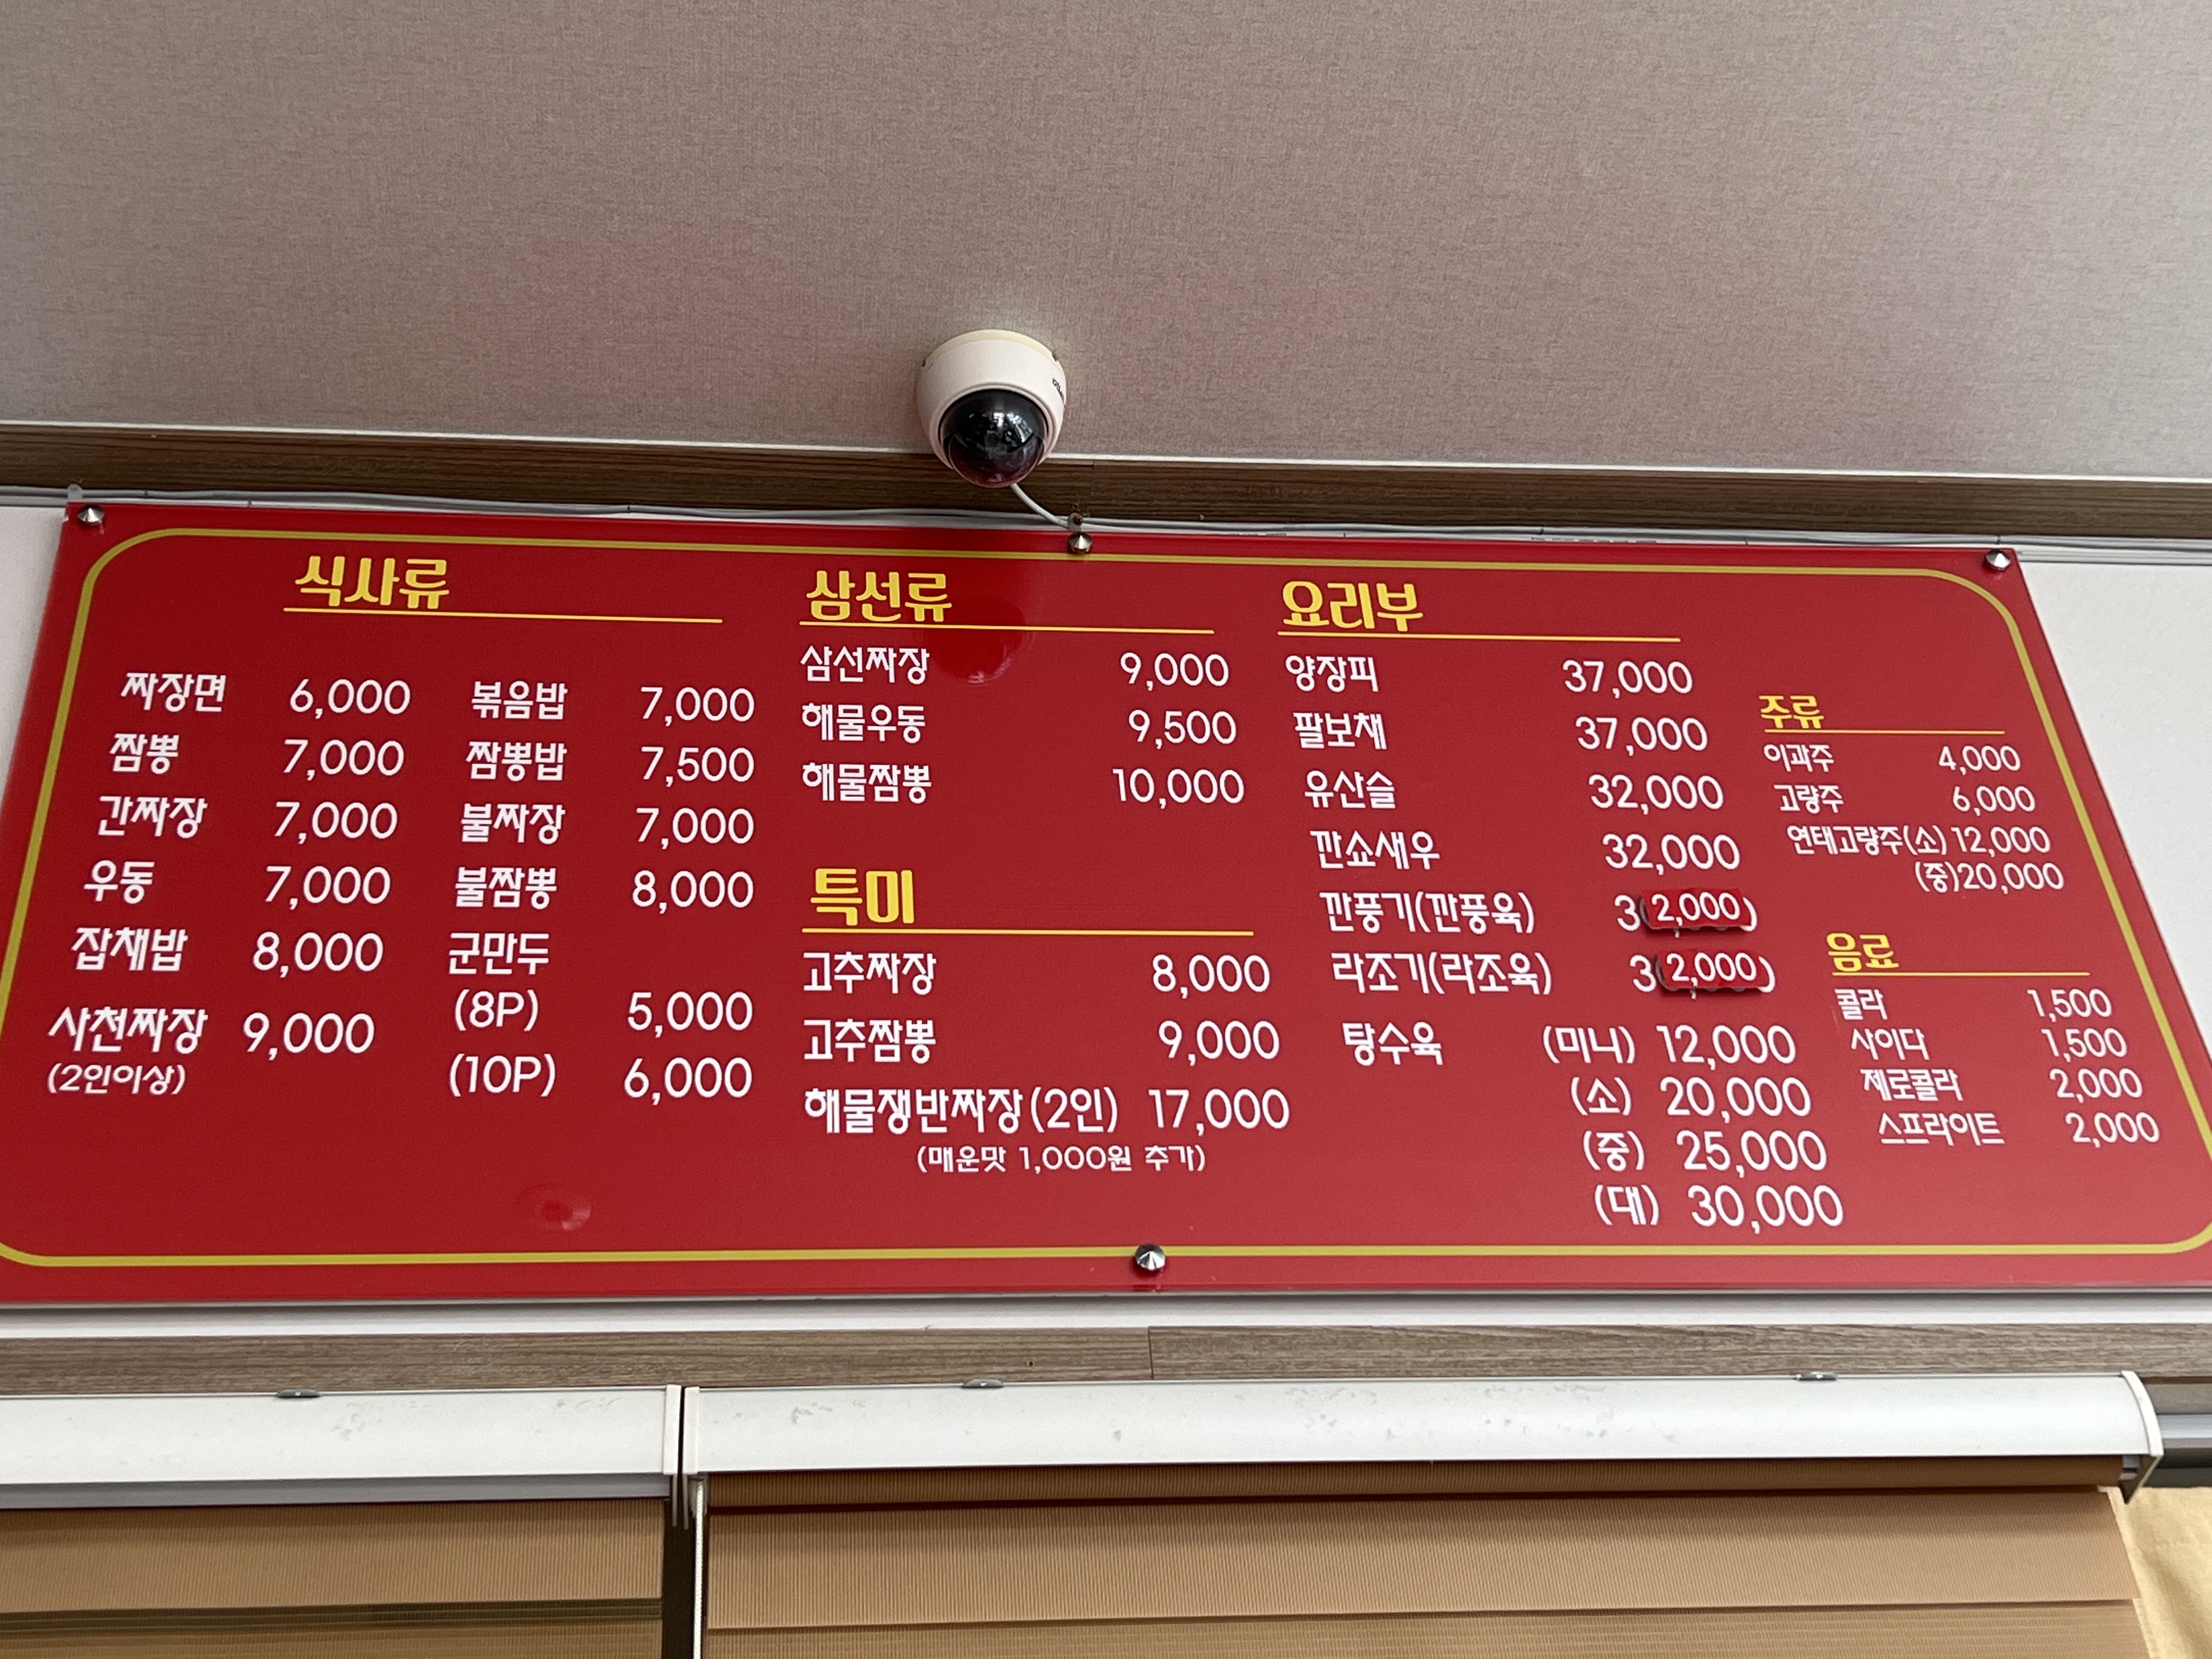 식사류
짜장면 6,000
짬뽕 7,000
간짜장 7,000
우동 7,000
잡채밥 8,000
사천짜장 9,000
(2인이상)
볶음밥 7,000
짬뽕밥 7,500
불짜장 7,000
불짬뽕 8,000
군만두
(8P) 5,000
(10P) 6,000
삼선류
삼선짜장 9,000
해물우동 9,500
해물짬뽕 10,000
특미
고추짜장 8,000
고추짬뽕 9,000
해물쟁반짜장(2인) 17,000
(매운맛 1,000원 추가)
요리부
양장피 37,000
팔보채 37,000
유산슬 32,000
깐쇼새우 32,000
깐풍기(깐풍육) 32,000
라조기(라조육) 32,000
탕수육 (미니) 12,000
(소) 20,000
(중) 25,000
(대) 30,000
주류
이과주 4,000
고량주 6,000
연태고량주(소) 12,000
(중)20,000
음료
콜라 1,500
사이다 1,500
제로콜라 2,000
스프라이트 2,000